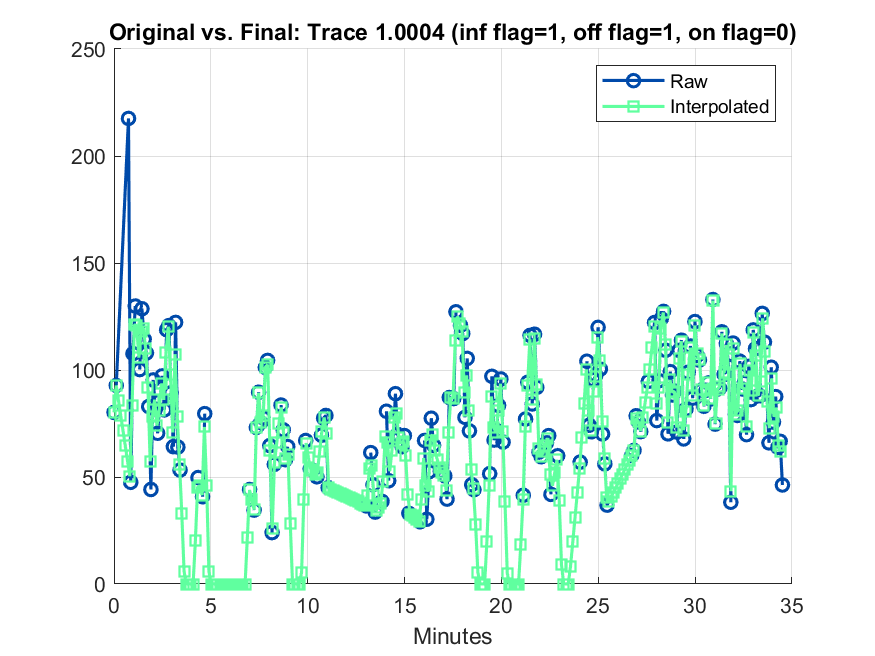 Original vs. Final: Trace 1.0004 (inf flag=1, off flag=1, on flag=0)
250
200
150
100
50
0
Raw
Interpolated
0 5 10 15 20 25 30 35
Minutes